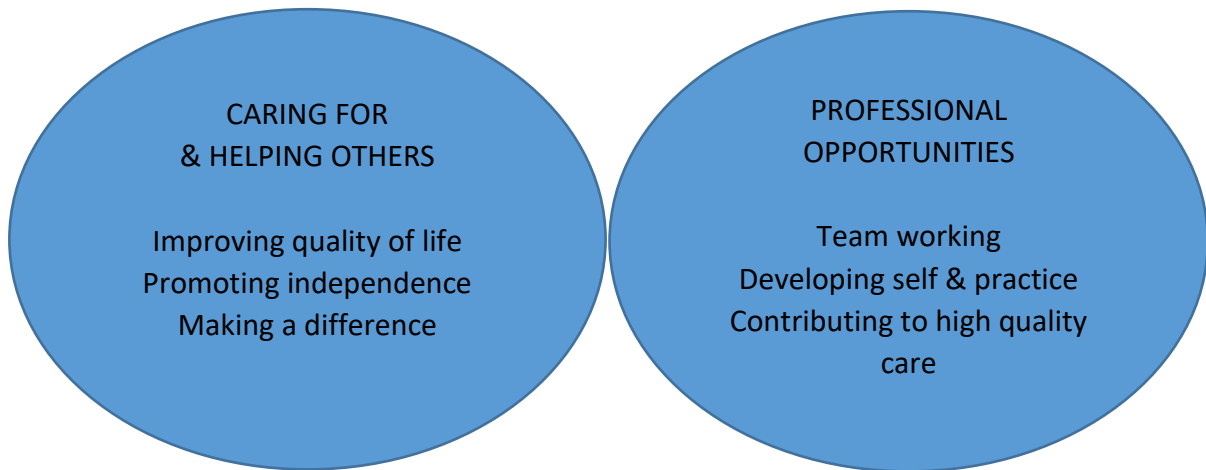 CARING FOR
& HELPING OTHERS
Improving quality of life
Promoting independence
Making a difference
PROFESSIONAL
OPPORTUNITIES
Team working
Developing self & practice
Contributing to high quality
care